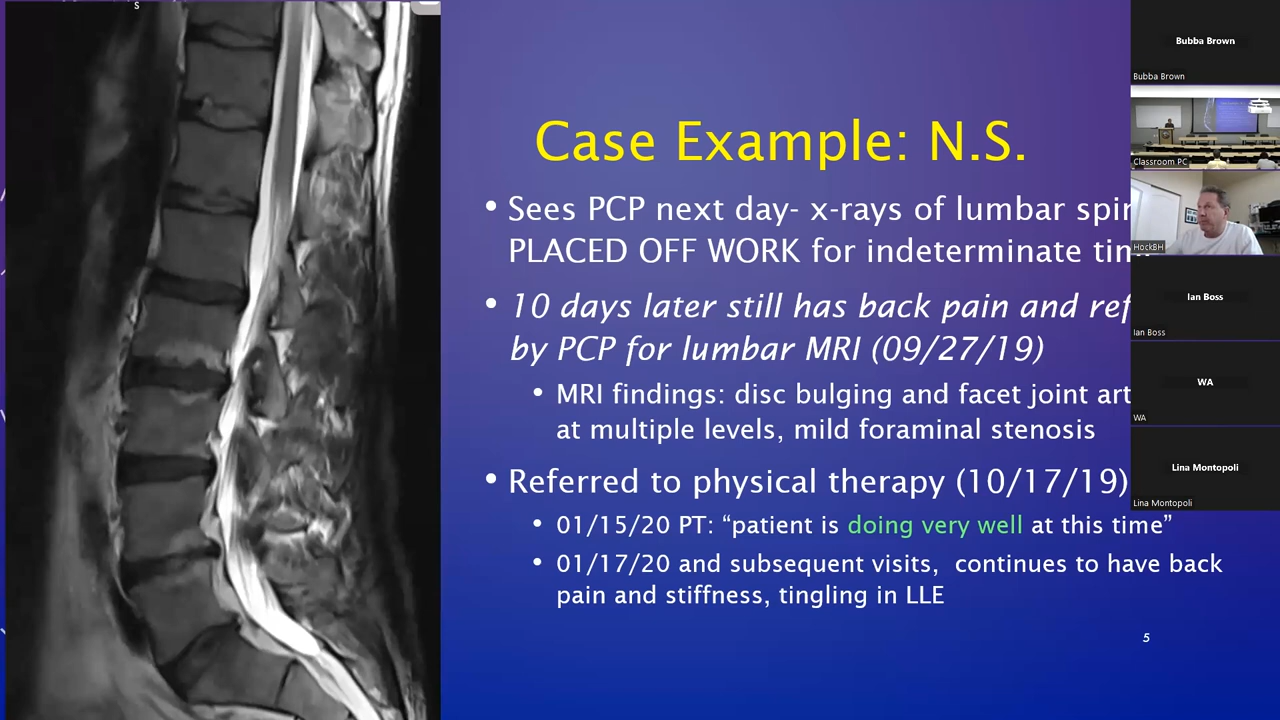 S
Case Example: N.S.
• Sees PCP next day- x-rays of lumbar
PLACED OFF WORK for indeterminate
• 10 days later still has back pain and
by PCP for lumbar MRI (09/27/19)
• MRI findings: disc bulging and facet joint
at multiple levels, mild foraminal stenosis
• Referred to physical therapy (10/17/19)
• 01/15/20 PT: “patient is doing very well at this time”
• 01/17/20 and subsequent visits, continues to have back
pain and stiffness, tingling in LLE
5
Bubba Brown
Bubba Brown
Classroom PC
HockBH
Ian Boss
Ian Boss
WA
WA
Lina Montopoli
Lina Montopoli